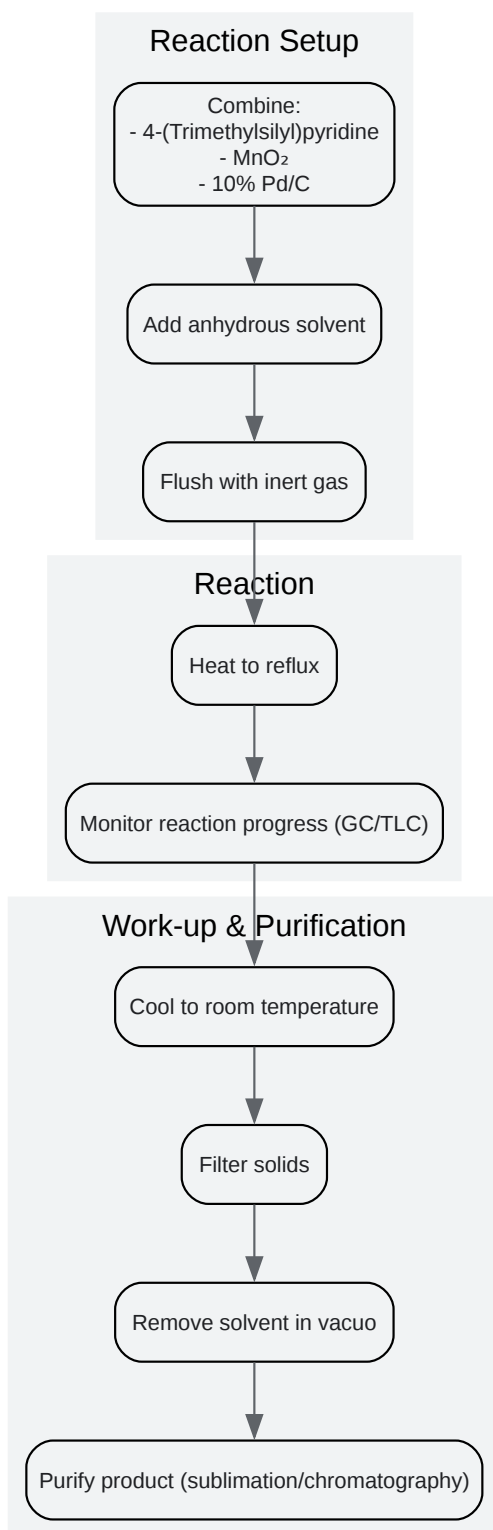 Reaction Setup
Combine:
- 4-(Trimethylsilyl)pyridine
- MnO₂
- 10% Pd/C
Add anhydrous solvent
Flush with inert gas
Reaction
Heat to reflux
Monitor reaction progress (GC/TLC)
Work-up & Purification
Cool to room temperature
Filter solids
Remove solvent in vacuo
Purify product (sublimation/chromatography)